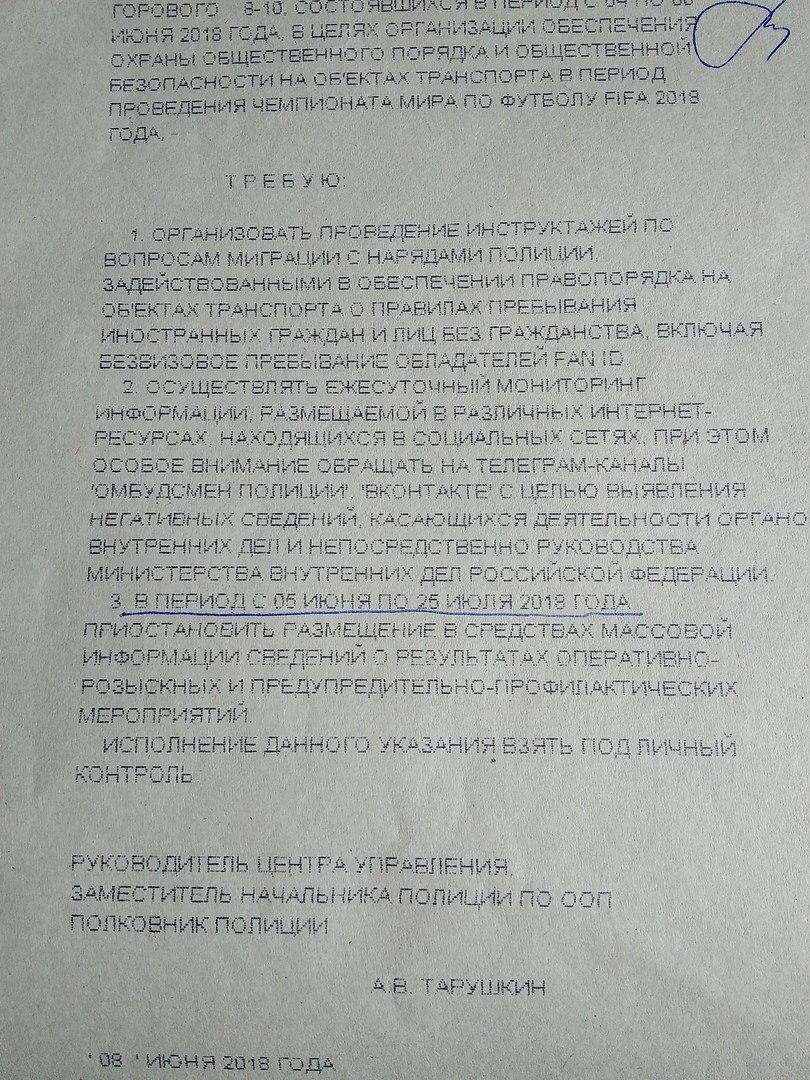 ГОРОВОГО 8-10, СОСТОЯВШИХСЯ В ПЕРИОД С 04 ПО 06
ИЮНЯ 2018 ГОДА, В ЦЕЛЯХ ОРГАНИЗАЦИИ ОБЕСПЕЧЕНИЯ
ОХРАНЫ ОБЩЕСТВЕННОГО ПОРЯДКА И ОБЩЕСТВЕННОЙ
БЕЗОПАСНОСТИ НА ОБ'ЕКТАХ ТРАНСПОРТА В ПЕРИОД
ПРОВЕДЕНИЯ ЧЕМПИОНАТА МИРА ПО ФУТБОЛУ FIFA 2018
ГОДА, -
Т Р Е Б У Ю:
1. ОРГАНИЗОВАТЬ ПРОВЕДЕНИЕ ИНСТРУКТАЖЕЙ ПО
ВОПРОСАМ МИГРАЦИИ С НАРЯДАМИ ПОЛИЦИИ,
ЗАДЕЙСТВОВАННЫМИ В ОБЕСПЕЧЕНИИ ПРАВОПОРЯДКА НА
ОБ'ЕКТАХ ТРАНСПОРТА О ПРАВИЛАХ ПРЕБЫВАНИЯ
ИНОСТРАННЫХ ГРАЖДАН И ЛИЦ БЕЗ ГРАЖДАНСТВА, ВКЛЮЧАЯ
БЕЗВИЗОВОЕ ПРЕБЫВАНИЕ ОБЛАДАТЕЛЕЙ FAN ID.
2. ОСУЩЕСТВЛЯТЬ ЕЖЕСУТОЧНЫЙ МОНИТОРИНГ
ИНФОРМАЦИИ, РАЗМЕЩАЕМОЙ В РАЗЛИЧНЫХ ИНТЕРНЕТ-
РЕСУРСАХ, НАХОДЯЩИХСЯ В СОЦИАЛЬНЫХ СЕТЯХ, ПРИ ЭТОМ
ОСОБОЕ ВНИМАНИЕ ОБРАЩАТЬ НА ТЕЛЕГРАМ-КАНАЛЫ
'ОМБУДСМЕН ПОЛИЦИИ', 'ВКОНТАКТЕ' С ЦЕЛЬЮ ВЫЯВЛЕНИЯ
НЕГАТИВНЫХ СВЕДЕНИЙ, КАСАЮЩИХСЯ ДЕЯТЕЛЬНОСТИ ОРГАНО
ВНУТРЕННИХ ДЕЛ И НЕПОСРЕДСТВЕННО РУКОВОДСТВА
МИНИСТЕРСТВА ВНУТРЕННИХ ДЕЛ РОССИЙСКОЙ ФЕДЕРАЦИИ.
3. В ПЕРИОД С 05 ИЮНЯ ПО 25 ИЮЛЯ 2018 ГОДА
ПРИОСТАНОВИТЬ РАЗМЕЩЕНИЕ В СРЕДСТВАХ МАССОВОЙ
ИНФОРМАЦИИ СВЕДЕНИЙ О РЕЗУЛЬТАТАХ ОПЕРАТИВНО-
РОЗЫСКНЫХ И ПРЕДУПРЕДИТЕЛЬНО-ПРОФИЛАКТИЧЕСКИХ
МЕРОПРИЯТИЙ.
ИСПОЛНЕНИЕ ДАННОГО УКАЗАНИЯ ВЗЯТЬ ПОД ЛИЧНЫЙ
КОНТРОЛЬ.
РУКОВОДИТЕЛЬ ЦЕНТРА УПРАВЛЕНИЯ,
ЗАМЕСТИТЕЛЬ НАЧАЛЬНИКА ПОЛИЦИИ ПО ООП
ПОЛКОВНИК ПОЛИЦИИ
А.В. ТАРУШКИН
'08 'ИЮНЯ 2018 ГОДА